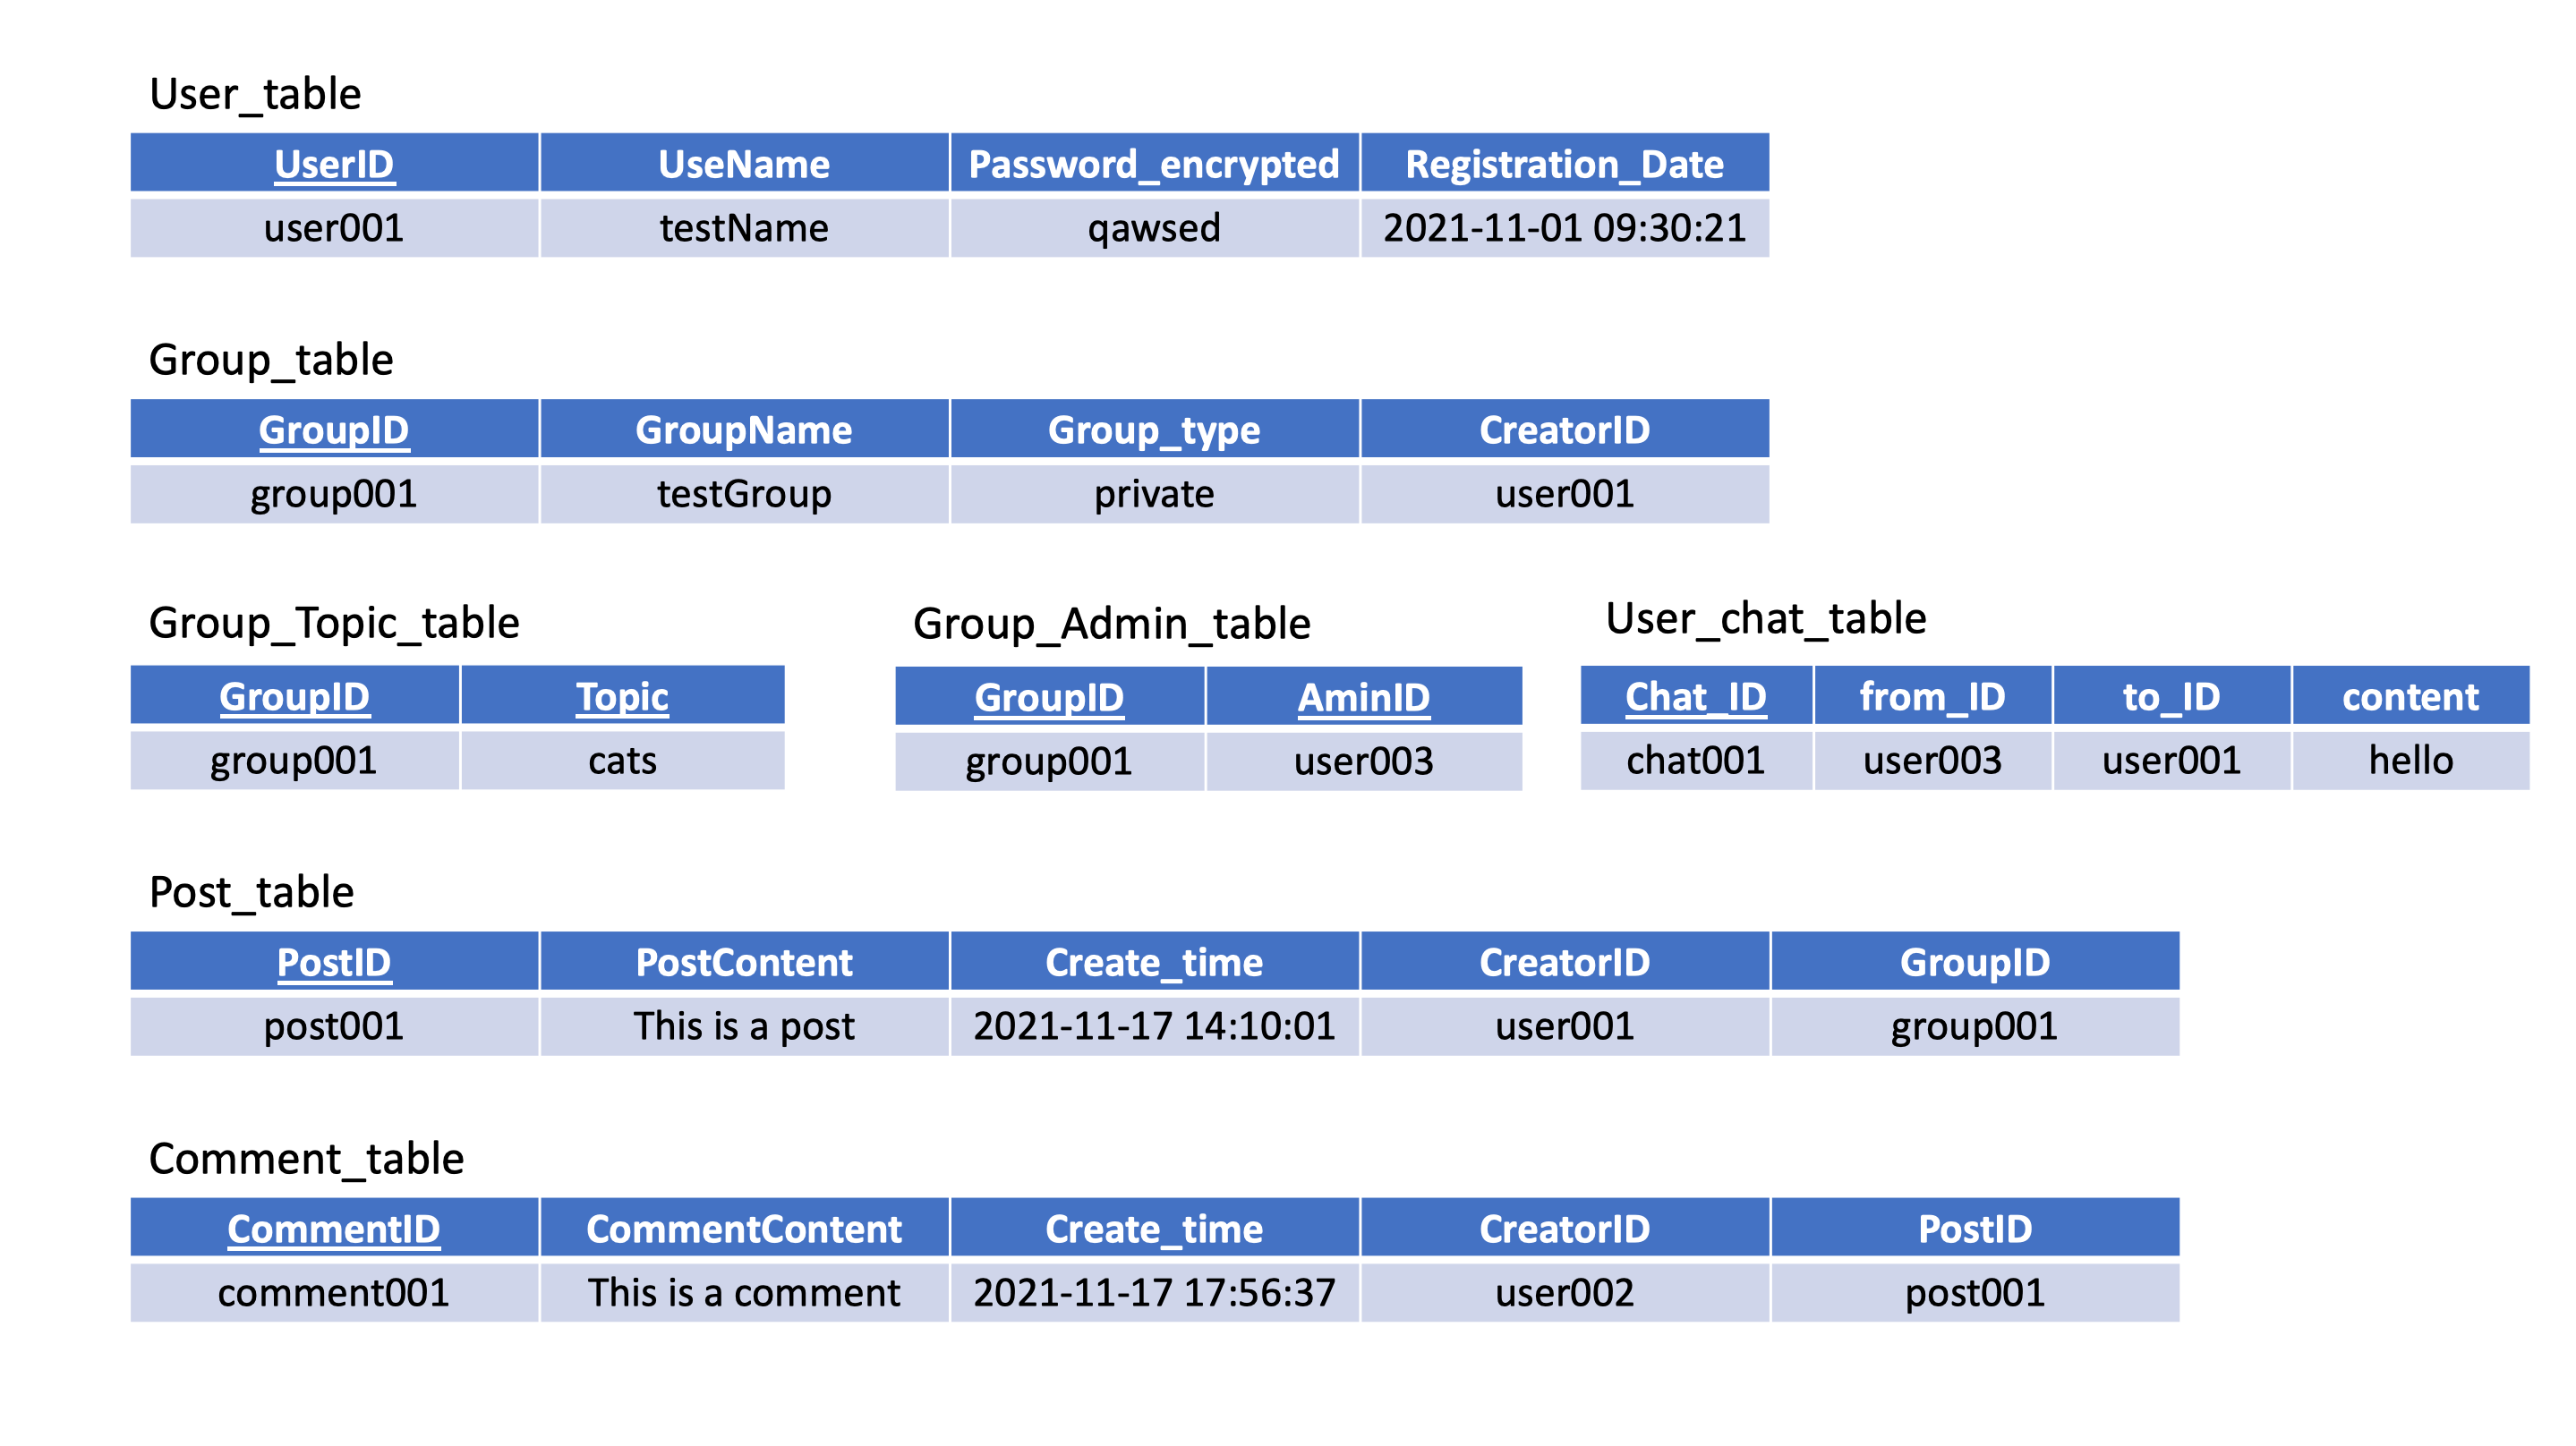 User_table
UserID UseName Password_encrypted Registration_Date
user001 testName qawsed 2021-11-01 09:30:21
Group_table
GroupID GroupName Group_type CreatorID
group001 testGroup private user001
Group_Topic_table
GroupID Topic
group001 cats
Group_Admin_table
GroupID AminID
group001 user003
User_chat_table
Chat_ID from_ID to_ID content
chat001 user003 user001 hello
Post_table
PostID PostContent Create_time CreatorID GroupID
post001 This is a post 2021-11-17 14:10:01 user001 group001
Comment_table
CommentID CommentContent Create_time CreatorID PostID
comment001 This is a comment 2021-11-17 17:56:37 user002 post001